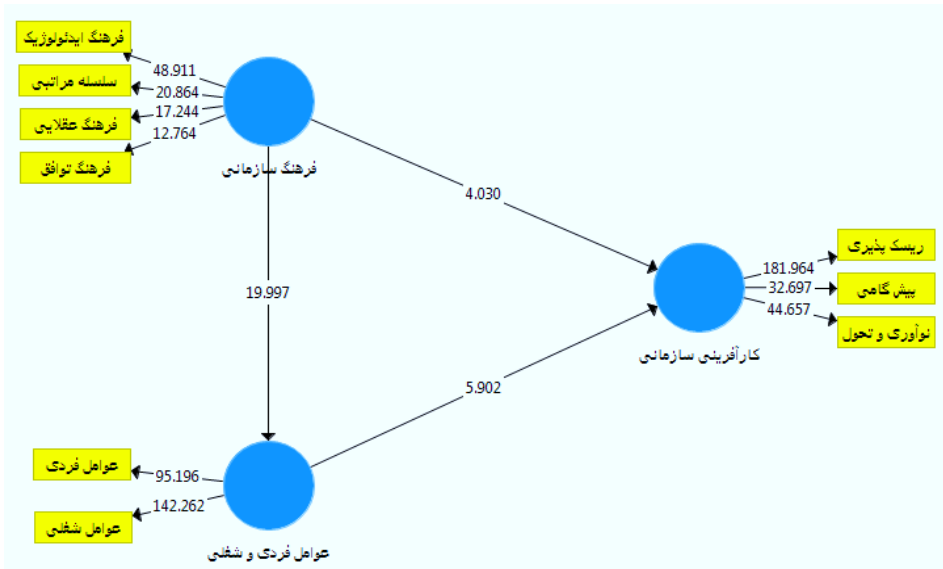 فرهنگ ایدئولوژیک
48.911
سلسله مراتبی
20.864
فرهنگ عقلایی
17.244
فرهنگ توافق
12.764
فرهنگ سازمانی
4.030
19.997
ریسک پذیری
181.964
پیش گامی
32.697
نوآوری و تحول
44.657
کارآفرینی سازمانی
5.902
عوامل فردی
95.196
عوامل شغلی
142.262
عوامل فردی و شغلی